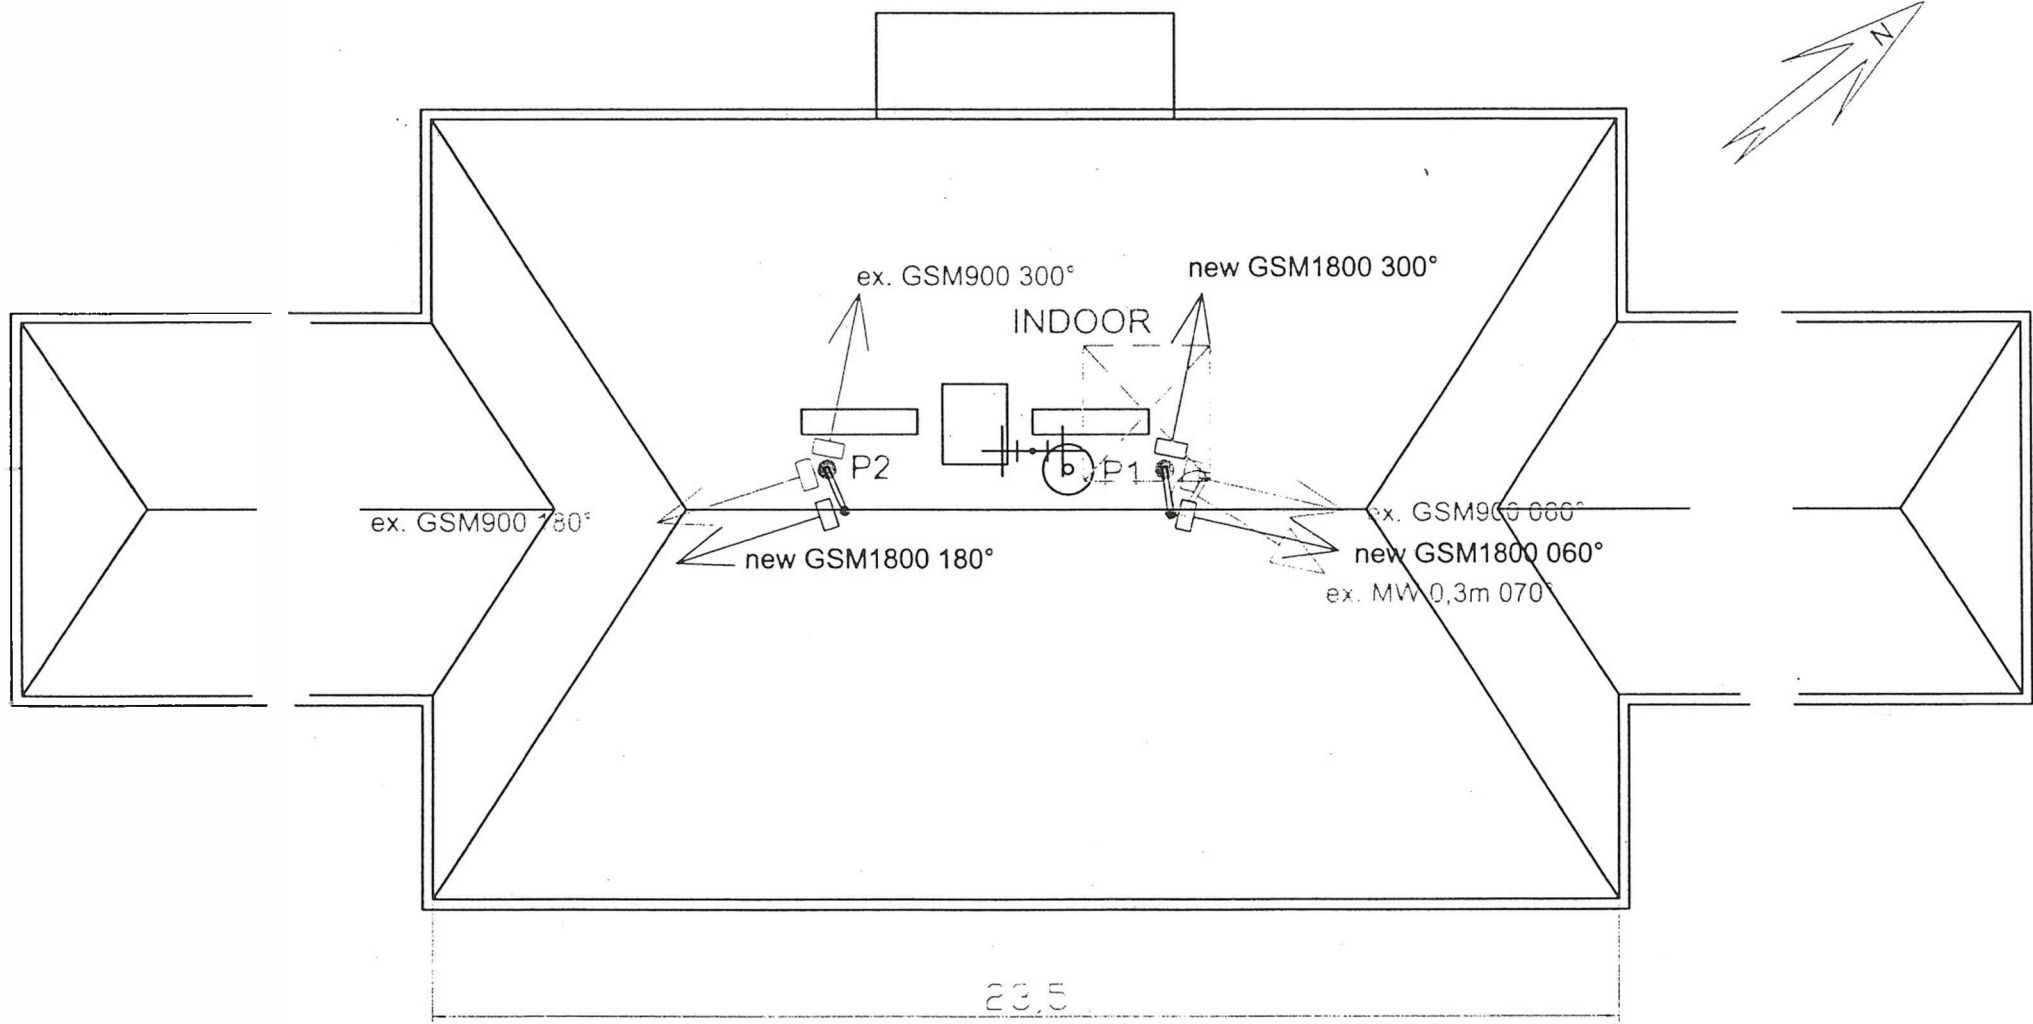 N
ex. GSM900 300°
new GSM1800 300°
INDOOR
P2
P1
ex. GSM900 180°
ex. GSM900 060°
new GSM1800 180°
new GSM1800 060°
ex. MW 0,3m 070°
23,5